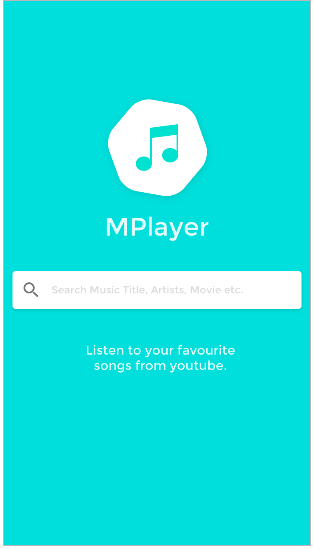 MPlayer
Search Music Title, Artists, Movie etc.
Listen to your favourite
songs from youtube.